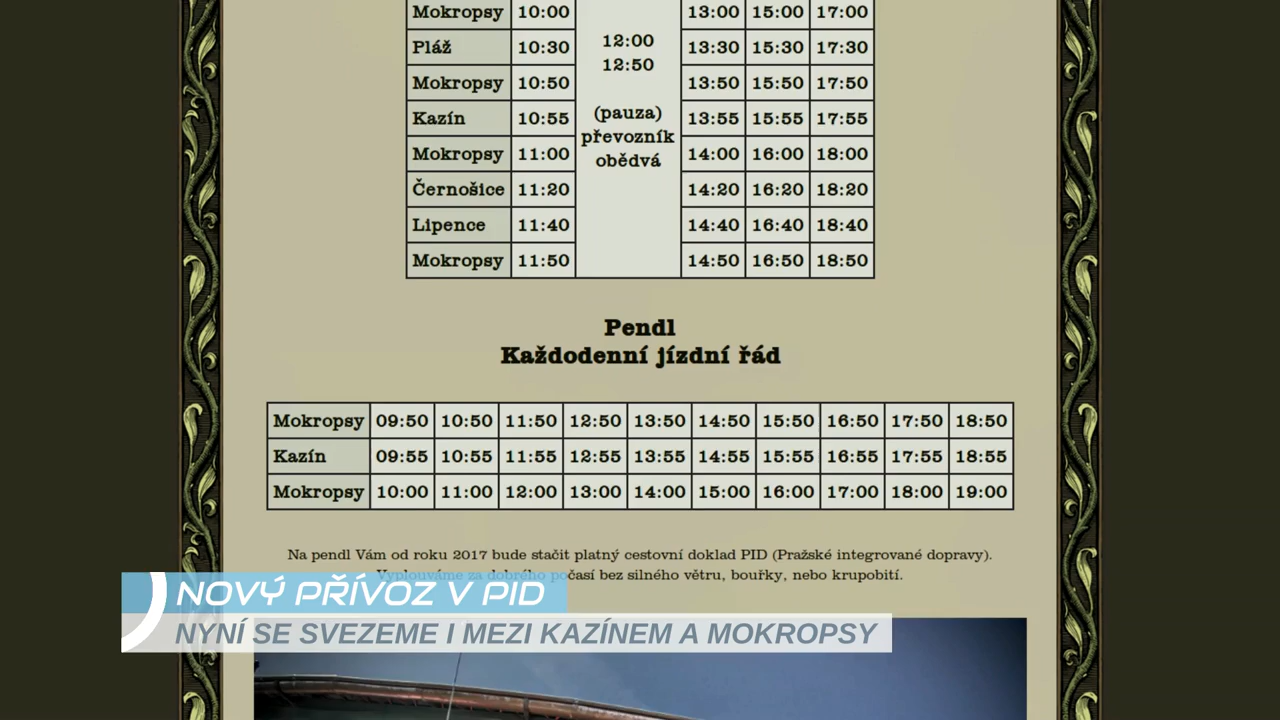 Mokropsy 10:00 13:00 15:00 17:00
Pláž 10:30 12:00 13:30 15:30 17:30
12:50
Mokropsy 10:50 13:50 15:50 17:50
Kazín 10:55 (pauza) 13:55 15:55 17:55
převozník
Mokropsy 11:00 obědvá 14:00 16:00 18:00
Černošice 11:20 14:20 16:20 18:20
Lipence 11:40 14:40 16:40 18:40
Mokropsy 11:50 14:50 16:50 18:50
Pendl
Každodenní jízdní řád
Mokropsy 09:50 10:50 11:50 12:50 13:50 14:50 15:50 16:50 17:50 18:50
Kazín 09:55 10:55 11:55 12:55 13:55 14:55 15:55 16:55 17:55 18:55
Mokropsy 10:00 11:00 12:00 13:00 14:00 15:00 16:00 17:00 18:00 19:00
Na pendl Vám od roku 2017 bude stačit platný cestovní doklad PID (Pražské integrované dopravy).
Vyplouváme za dobrého počasí bez silného větru, bouřky, nebo krupobití.
NOVÝ PŘÍVOZ V PID
NYNÍ SE SVEZEME I MEZI KAZÍNEM A MOKROPSY